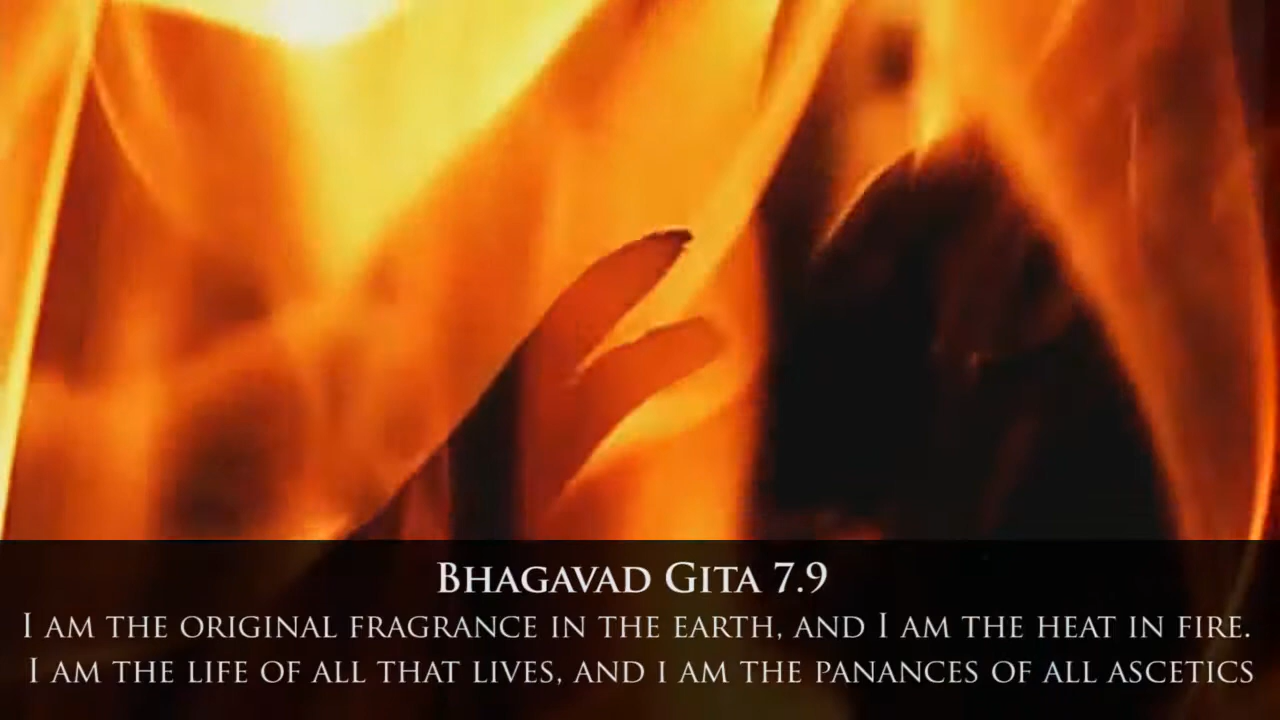 Bhagavad Gita 7.9
I am the original fragrance in the earth, and I am the heat in fire.
I am the life of all that lives, and i am the panances of all ascetics